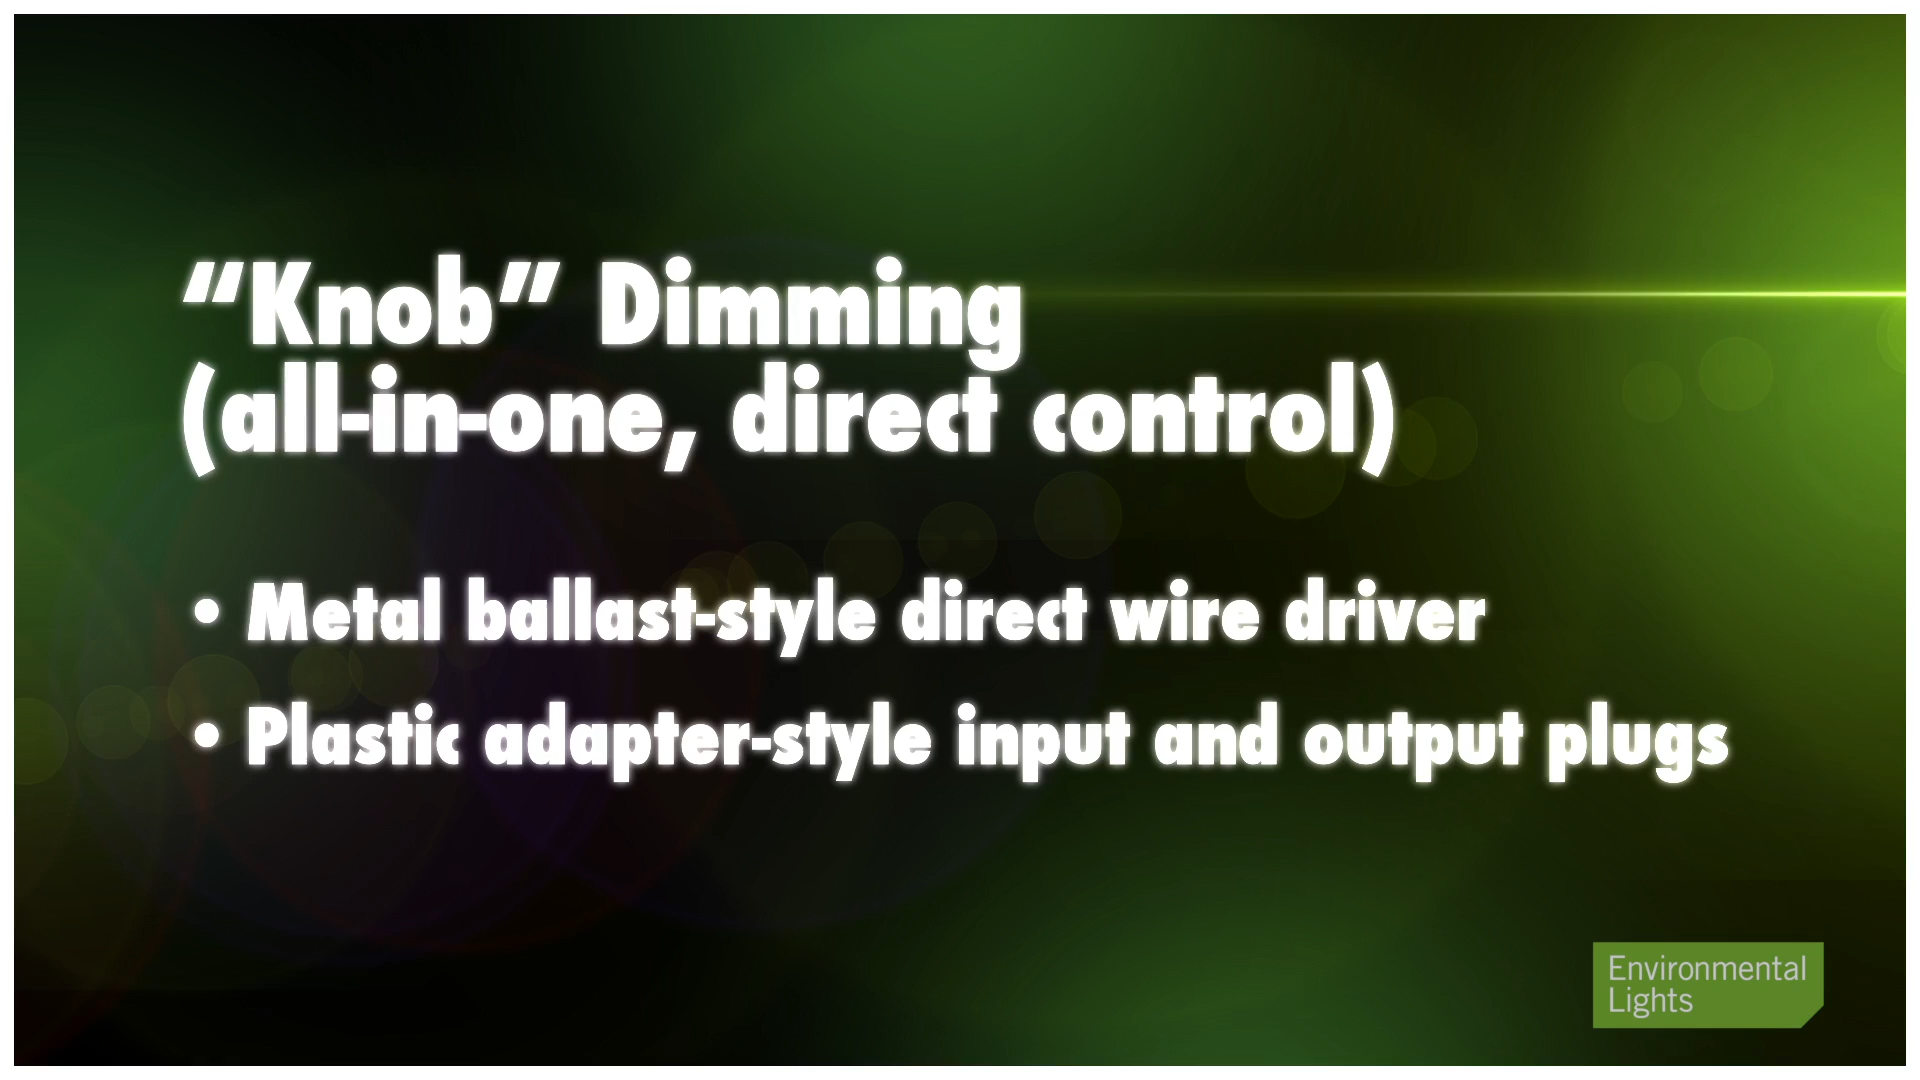 “Knob” Dimming
(all-in-one, direct control)
• Metal ballast-style direct wire driver
• Plastic adapter-style input and output plugs
Environmental
Lights